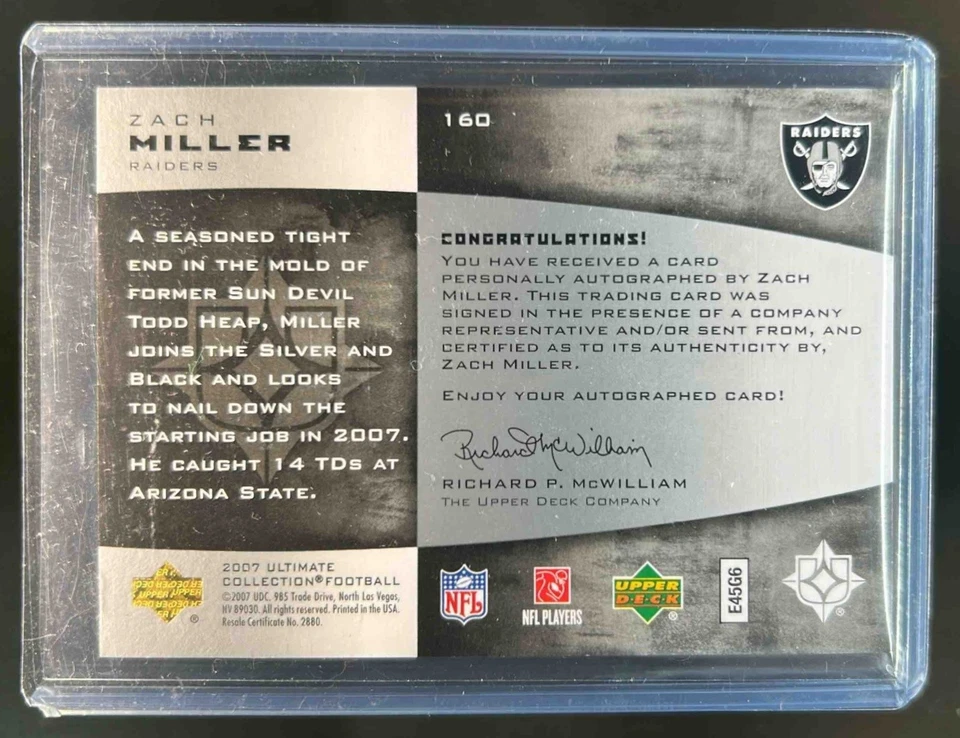 ZACH
MILLER
RAIDERS
160
RAIDERS
A SEASONED TIGHT
END IN THE MOLD OF
FORMER SUN DEVIL
TODD HEAP, MILLER
JOINS THE SILVER AND
BLACK AND LOOKS
TO NAIL DOWN THE
STARTING JOB IN 2007.
HE CAUGHT 14 TDS AT
ARIZONA STATE.
CONGRATULATIONS!
YOU HAVE RECEIVED A CARD
PERSONALLY AUTOGRAPHED BY ZACH
MILLER. THIS TRADING CARD WAS
SIGNED IN THE PRESENCE OF A COMPANY
REPRESENTATIVE AND/OR SENT FROM, AND
CERTIFIED AS TO ITS AUTHENTICITY BY,
ZACH MILLER.
ENJOY YOUR AUTOGRAPHED CARD!
Richard McWilliam
RICHARD P. MCWILLIAM
THE UPPER DECK COMPANY
2007 ULTIMATE
COLLECTION® FOOTBALL
©2007 UDC. 985 Trade Drive, North Las Vegas,
NV 89030. All rights reserved. Printed in the USA.
Resale Certificate No. 2880.
®
NFL
NFL PLAYERS
UPPER
DECK
®
E45G6
®